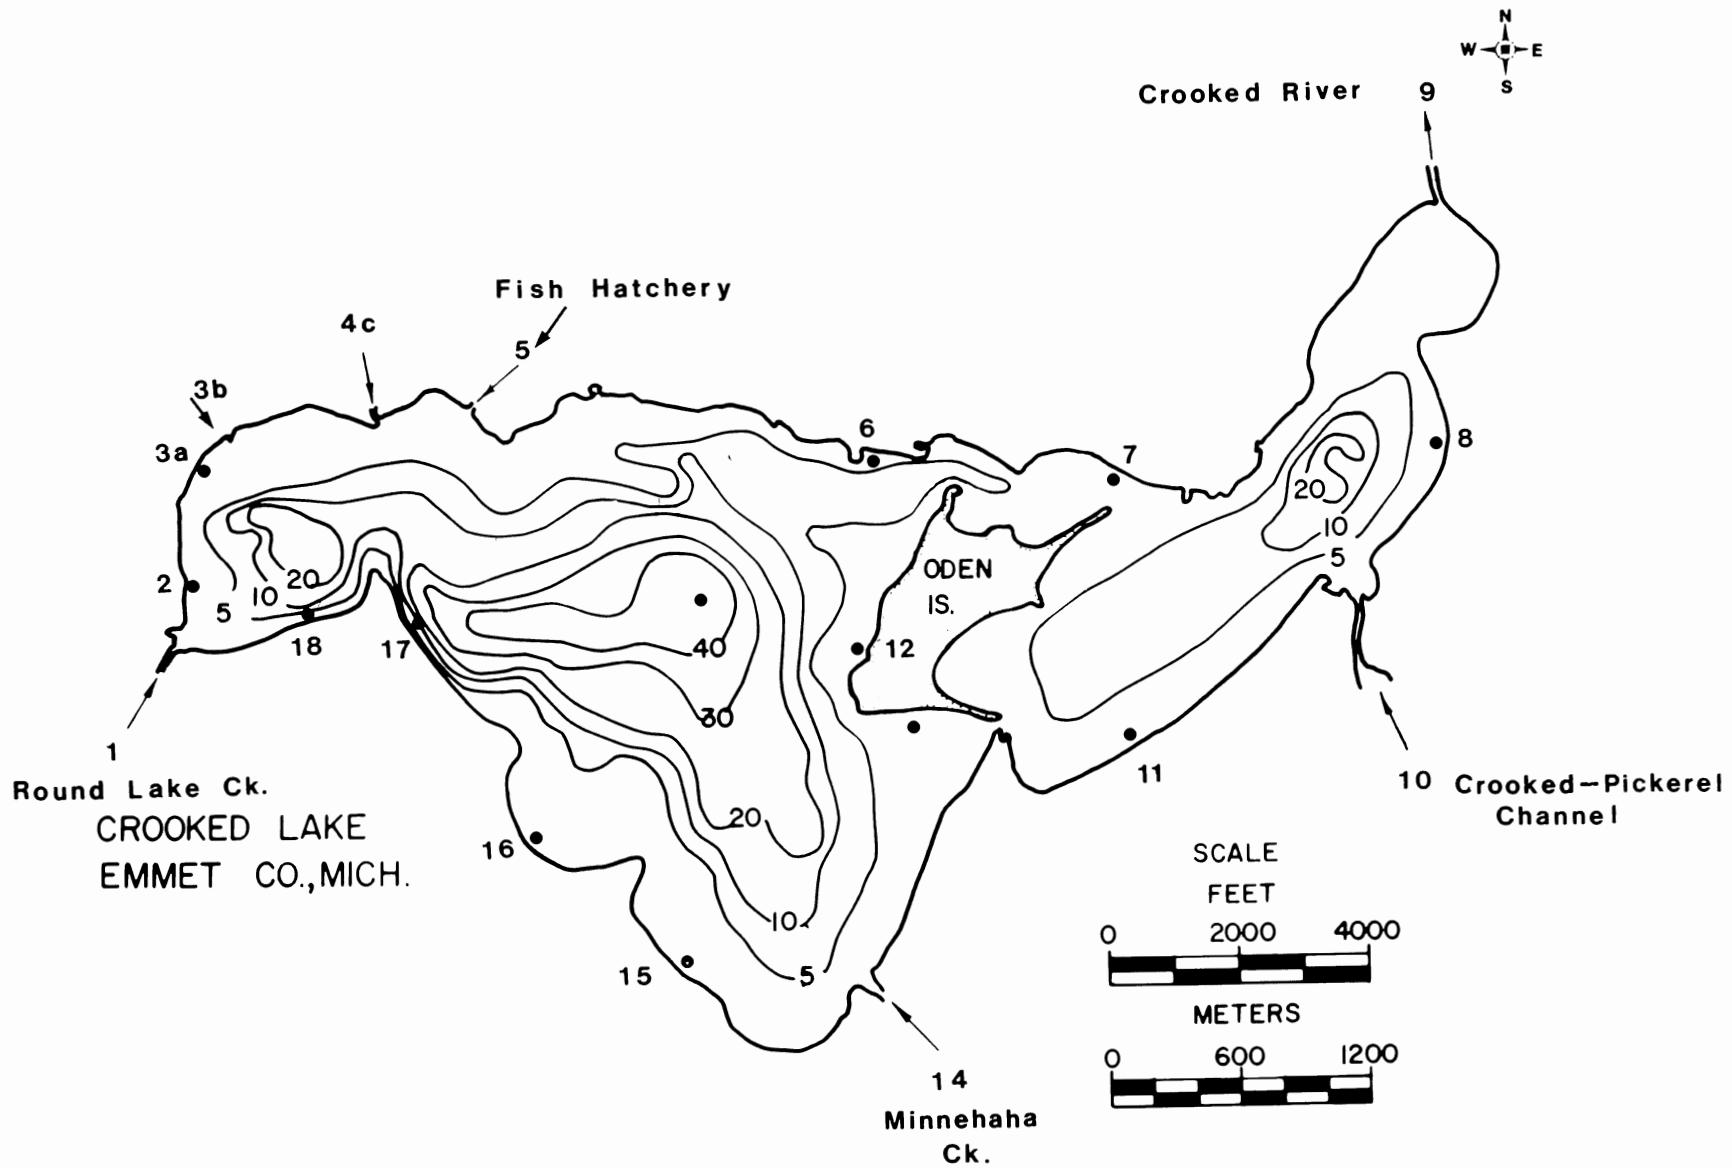 N
W E
S
Crooked River 9
Fish Hatchery
4c
5
3b
3a
6
7
8
20
10
5
ODEN
IS.
2
5 10 20
18
17
40
12
30
1
Round Lake Ck.
CROOKED LAKE
EMMET CO., MICH.
11
10 Crooked-Pickerel
Channel
20
16
10
15
5
SCALE
FEET
0 2000 4000
METERS
0 600 1200
14
Minnehaha
Ck.